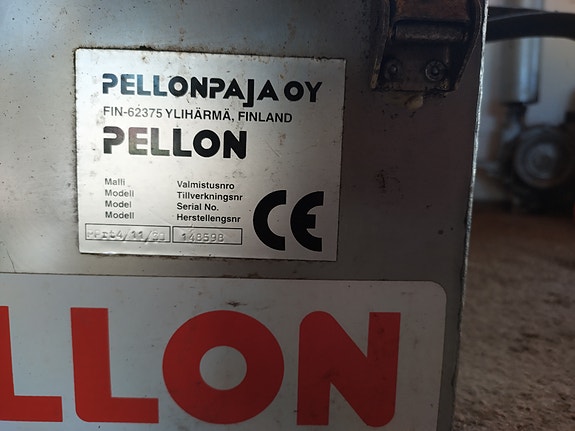 PELLONPAJA OY
FIN-62375 YLIHÄRMÄ, FINLAND
PELLON
Malli Valmistusnro
Modell Tillverkningsnr
Model Serial No.
Modell Herstellengsnr
148598
CE
LLON